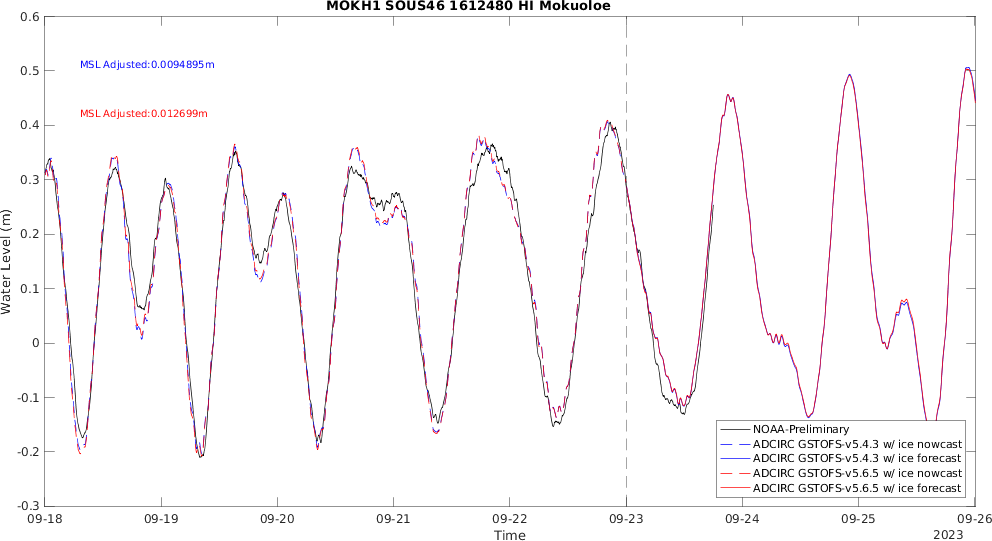 MOKH1 SOUS46 1612480 HI Mokuoloe
0.6
0.5
0.4
0.3
0.2
0.1
0
-0.1
-0.2
-0.3
Water Level (m)
MSL Adjusted:0.0094895m
MSL Adjusted:0.012699m
NOAA-Preliminary
ADCIRC GSTOFS-v5.4.3 w/ ice nowcast
ADCIRC GSTOFS-v5.4.3 w/ ice forecast
ADCIRC GSTOFS-v5.6.5 w/ ice nowcast
ADCIRC GSTOFS-v5.6.5 w/ ice forecast
09-18 09-19 09-20 09-21 09-22 09-23 09-24 09-25 09-26
Time
2023